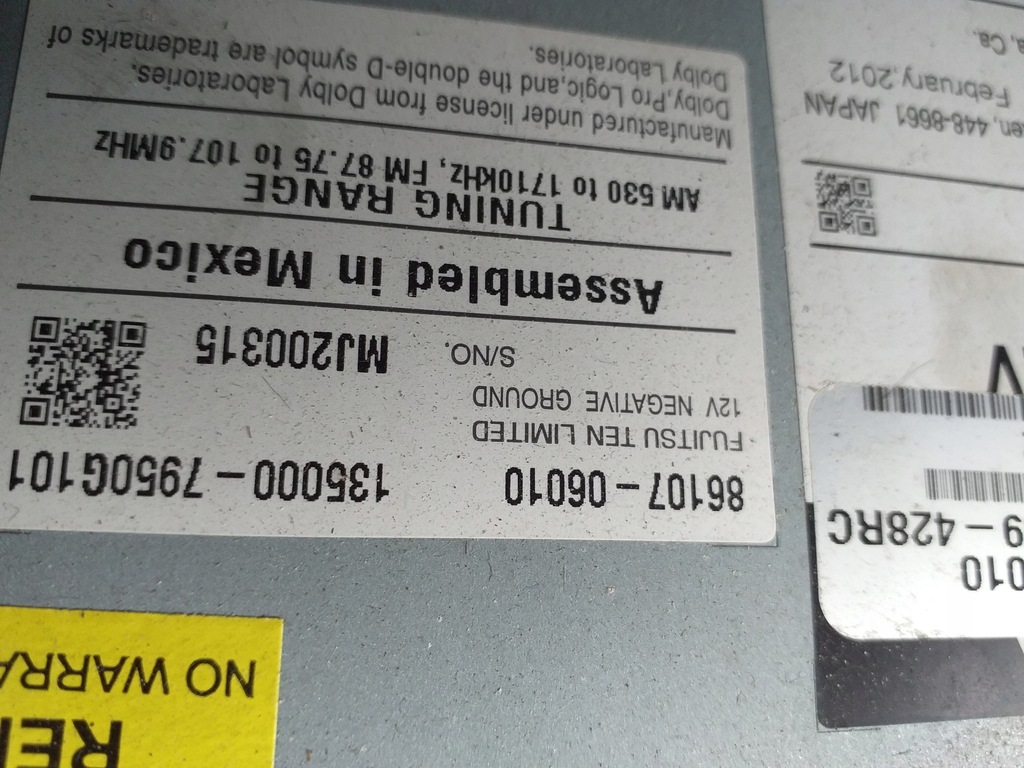 010
9-428RC
86107-06010 135000-7950G101
FUJITSU TEN LIMITED
12V NEGATIVE GROUND
S/NO. MJ200315
Assembled in Mexico
TUNING RANGE
AM 530 to 1710kHz, FM 87.75 to 107.9MHz
Manufactured under license from Dolby Laboratories.
Dolby,Pro Logic,and the double-D symbol are trademarks of
Dolby Laboratories.
en, 448-8661 JAPAN
February,2012
a, Ca.
NO WARRA